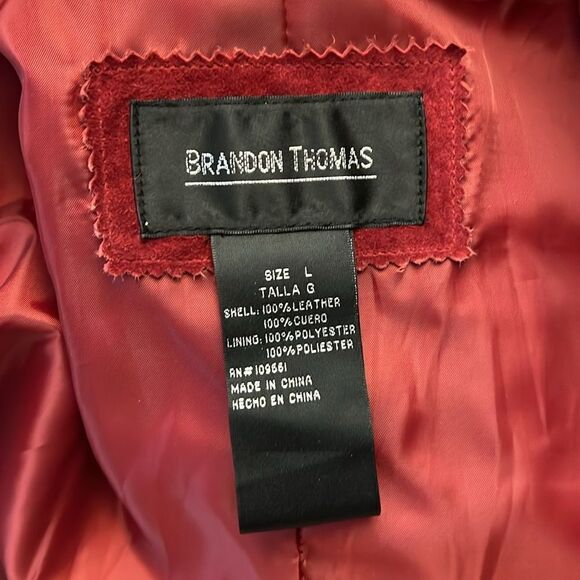 BRANDON THOMAS
SIZE L
TALLA G
SHELL: 100% LEATHER
100% CUERO
LINING: 100% POLYESTER
100% POLIESTER
RN# 109661
MADE IN CHINA
HECHO EN CHINA